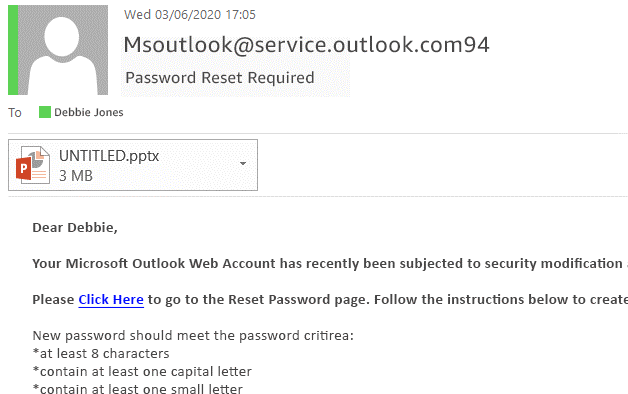 Wed 03/06/2020 17:05
Msoutlook@service.outlook.com94
Password Reset Required
To Debbie Jones
P UNTITLED.pptx
3 MB
Dear Debbie,
Your Microsoft Outlook Web Account has recently been subjected to security modification
Please Click Here to go to the Reset Password page. Follow the instructions below to create
New password should meet the password critirea:
*at least 8 characters
*contain at least one capital letter
*contain at least one small letter